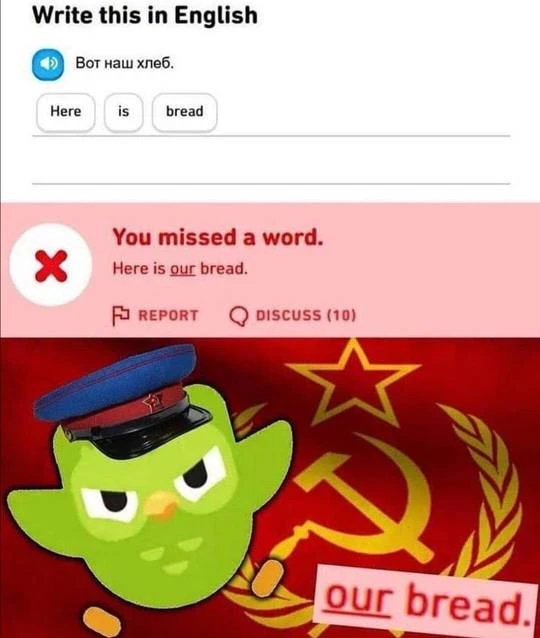 Write this in English
Вот наш хлеб.
Here is bread
You missed a word.
Here is our bread.
REPORT DISCUSS (10)
our bread.